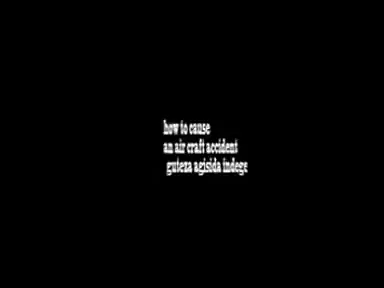 how to cause
an air craft accident
guteza agisida indege